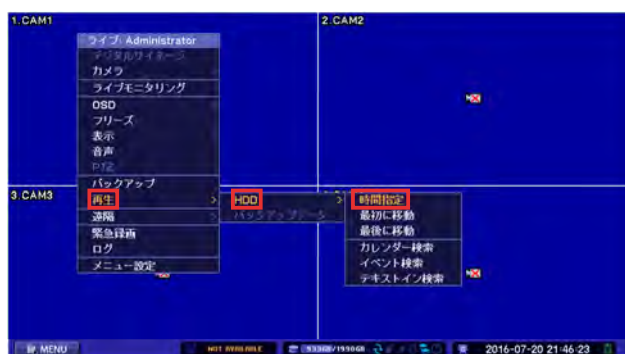 1.CAM1
2.CAM2
ライブ: Administrator
デジタルサイネージ
カメラ
ライブモニタリング
OSD
フリーズ
表示
音声
PTZ
バックアップ
3.CAM3
再生 >
HDD >
時間指定
遠隔
バックアップデータ
最初に移動
緊急録画
最後に移動
ログ
カレンダー検索
メニュー設定
イベント検索
テキストイン検索
MENU
NOT AVAILABLE
933GB/1990GB
2016-07-20 21:46:23